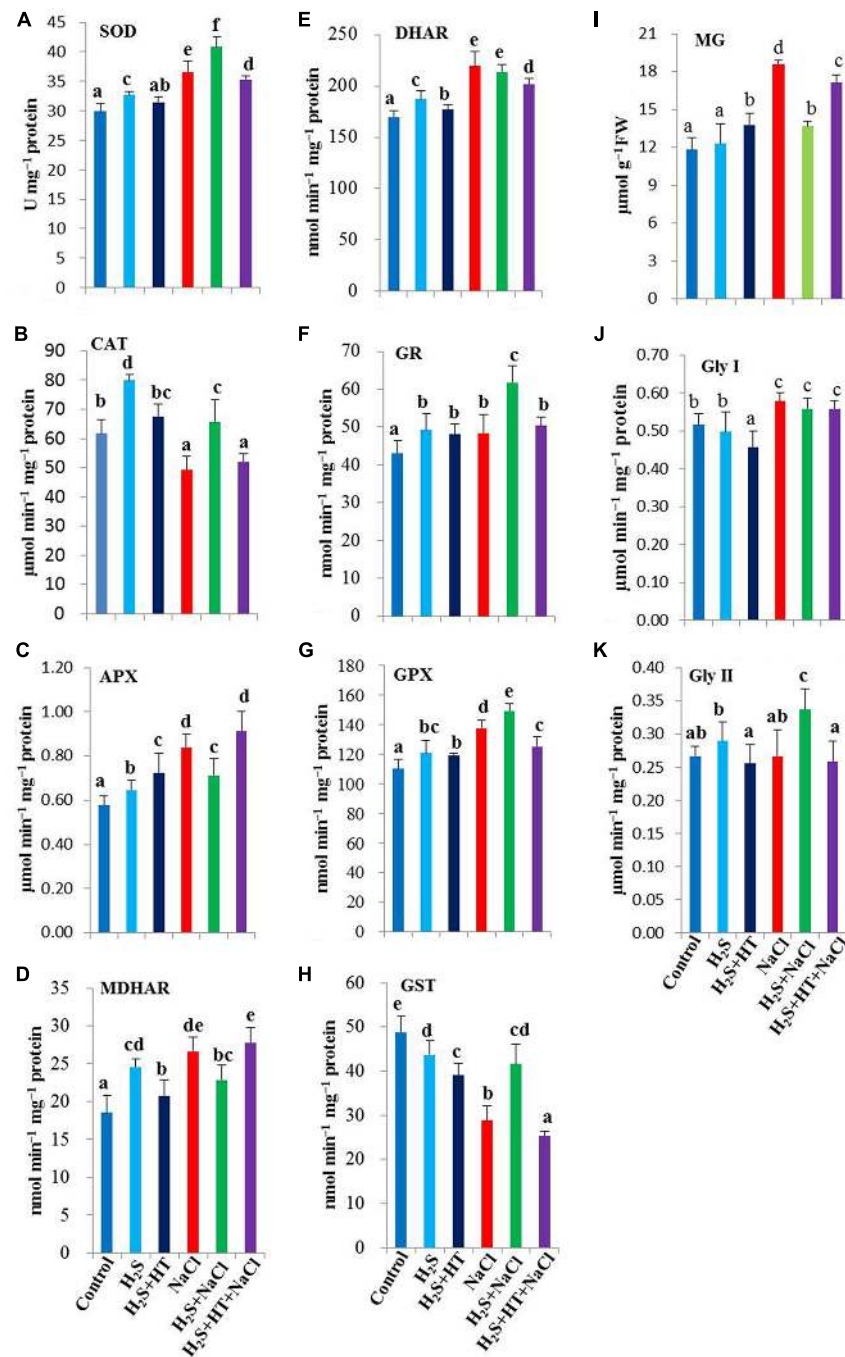 A
SOD
U mg⁻¹ protein
45
40
35
30
25
20
15
10
5
0
a c ab e f d
B
CAT
µmol min⁻¹ mg⁻¹ protein
90
80
70
60
50
40
30
20
10
0
b d bc a c a
C
APX
µmol min⁻¹ mg⁻¹ protein
1.20
1.00
0.80
0.60
0.40
0.20
0.00
a b c d c d
D
MDHAR
nmol min⁻¹ mg⁻¹ protein
35
30
25
20
15
10
5
0
a cd b de bc e
Control
H₂S
H₂S+HT
NaCl
H₂S+NaCl
H₂S+HT+NaCl
E
DHAR
nmol min⁻¹ mg⁻¹ protein
250
200
150
100
50
0
a c b e e d
F
GR
nmol min⁻¹ mg⁻¹ protein
70
60
50
40
30
20
10
0
a b b b c b
G
GPX
nmol min⁻¹ mg⁻¹ protein
180
160
140
120
100
80
60
40
20
0
a bc b d e c
H
GST
nmol min⁻¹ mg⁻¹ protein
60
50
40
30
20
10
0
e d c b cd a
Control
H₂S
H₂S+HT
NaCl
H₂S+NaCl
H₂S+HT+NaCl
I
MG
µmol g⁻¹FW
21
18
15
12
9
6
3
0
a a b d b c
J
Gly I
µmol min⁻¹ mg⁻¹ protein
0.70
0.60
0.50
0.40
0.30
0.20
0.10
0.00
b b a c c c
K
Gly II
µmol min⁻¹ mg⁻¹ protein
0.40
0.35
0.30
0.25
0.20
0.15
0.10
0.05
0.00
ab b a ab c a
Control
H₂S
H₂S+HT
NaCl
H₂S+NaCl
H₂S+HT+NaCl